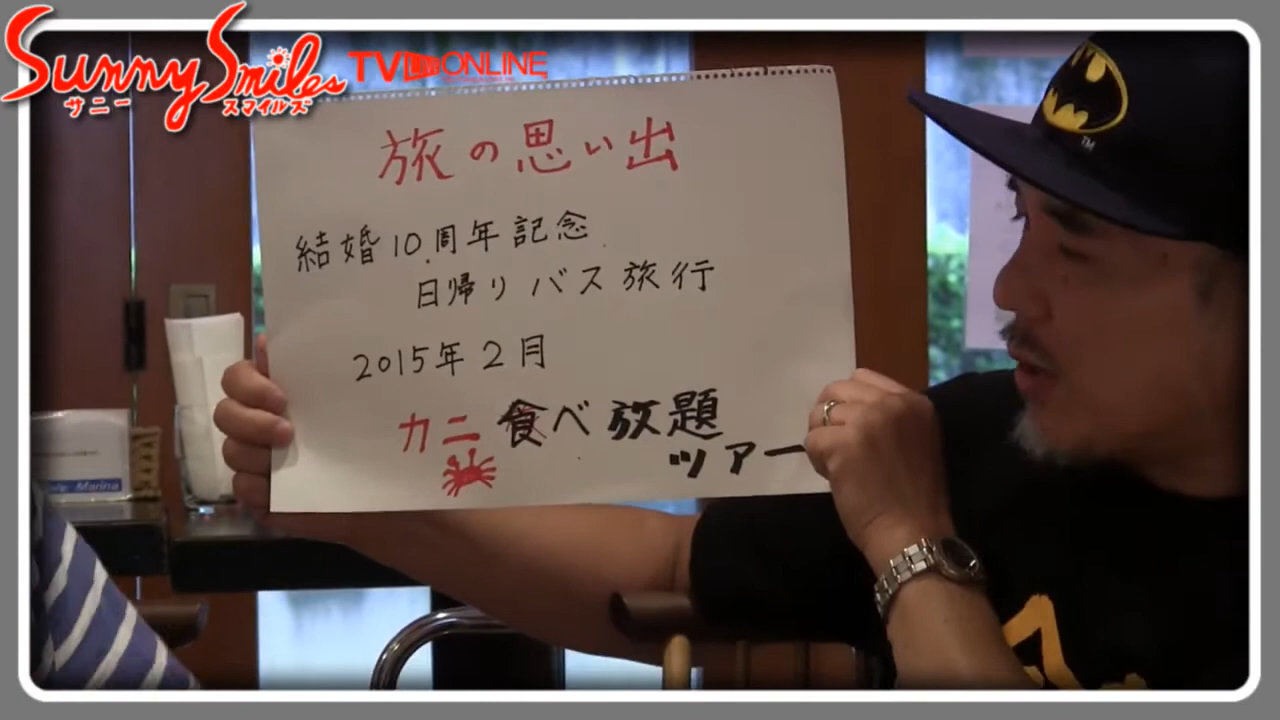 Sunny Smiles
サニー スマイルズ
TV ONLINE
TM
旅の思い出
結婚10周年記念
日帰りバス旅行
2015年2月
カニ食べ放題
ツアー
Marina